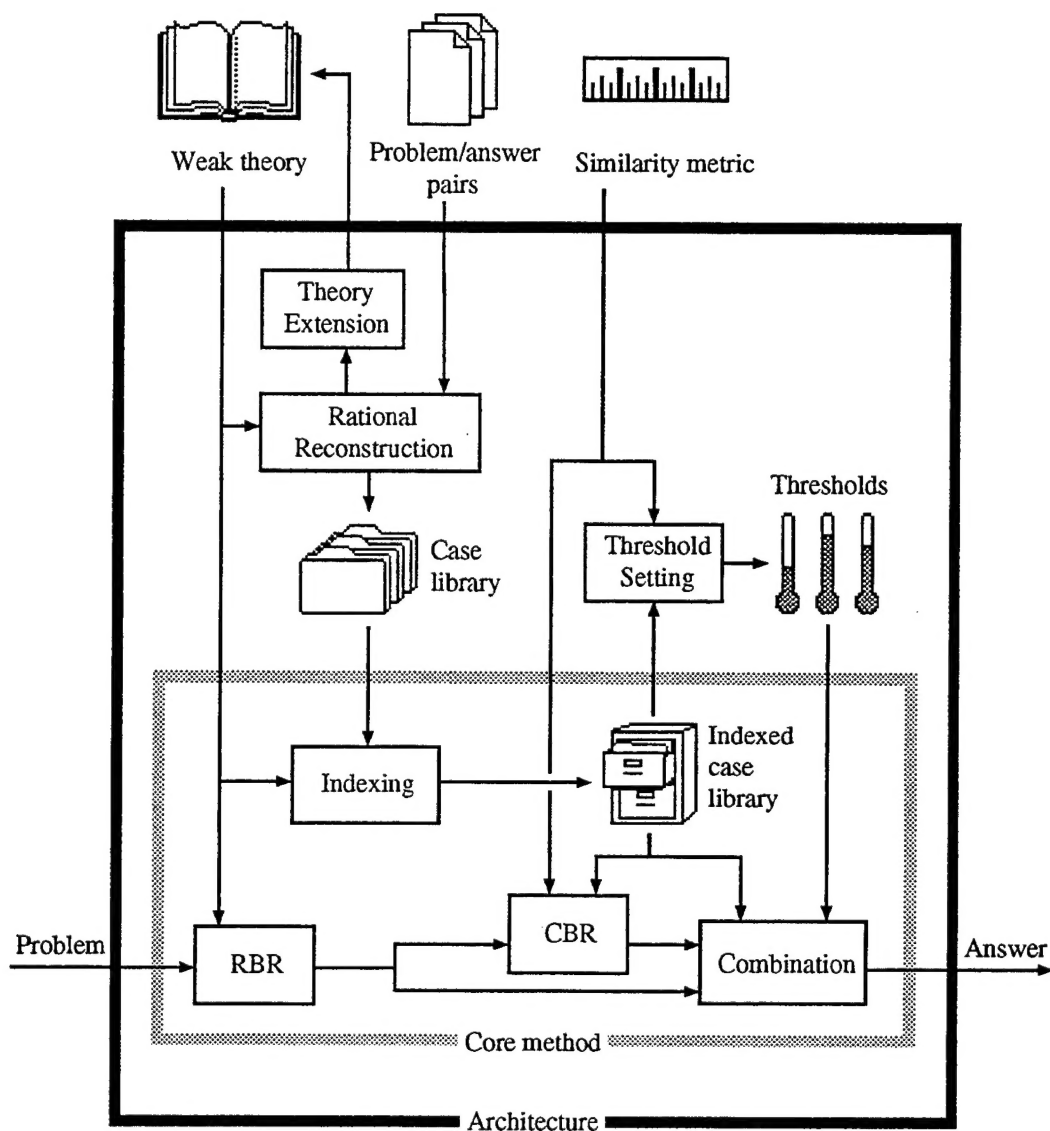 Weak theory
Problem/answer
pairs
Similarity metric
Theory
Extension
Rational
Reconstruction
Case
library
Threshold
Setting
Thresholds
Indexing
Indexed
case
library
Problem
RBR
CBR
Combination
Answer
Core method
Architecture